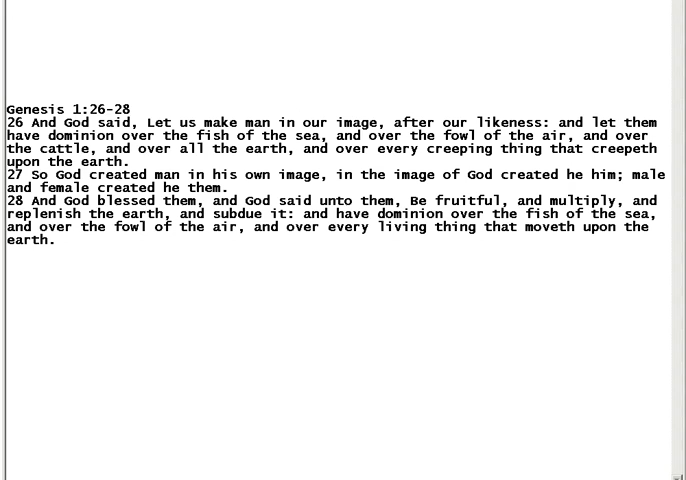 Genesis 1:26-28
26 And God said, Let us make man in our image, after our likeness: and let them
have dominion over the fish of the sea, and over the fowl of the air, and over
the cattle, and over all the earth, and over every creeping thing that creepeth
upon the earth.
27 So God created man in his own image, in the image of God created he him; male
and female created he them.
28 And God blessed them, and God said unto them, Be fruitful, and multiply, and
replenish the earth, and subdue it: and have dominion over the fish of the sea,
and over the fowl of the air, and over every living thing that moveth upon the
earth.